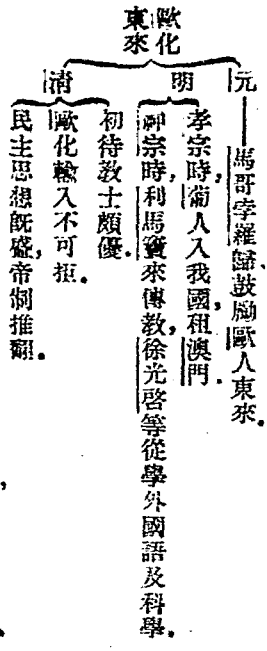 歐化
東來
元
馬哥孛羅歸鼓勵歐人東來。
明
孝宗時，葡人入我國租澳門。
神宗時，利馬竇來傳教，徐光啓等從學外國語及科學。
清
初待教士頗優。
歐化輸入不可拒。
民主思想旣盛，帝制推翻。